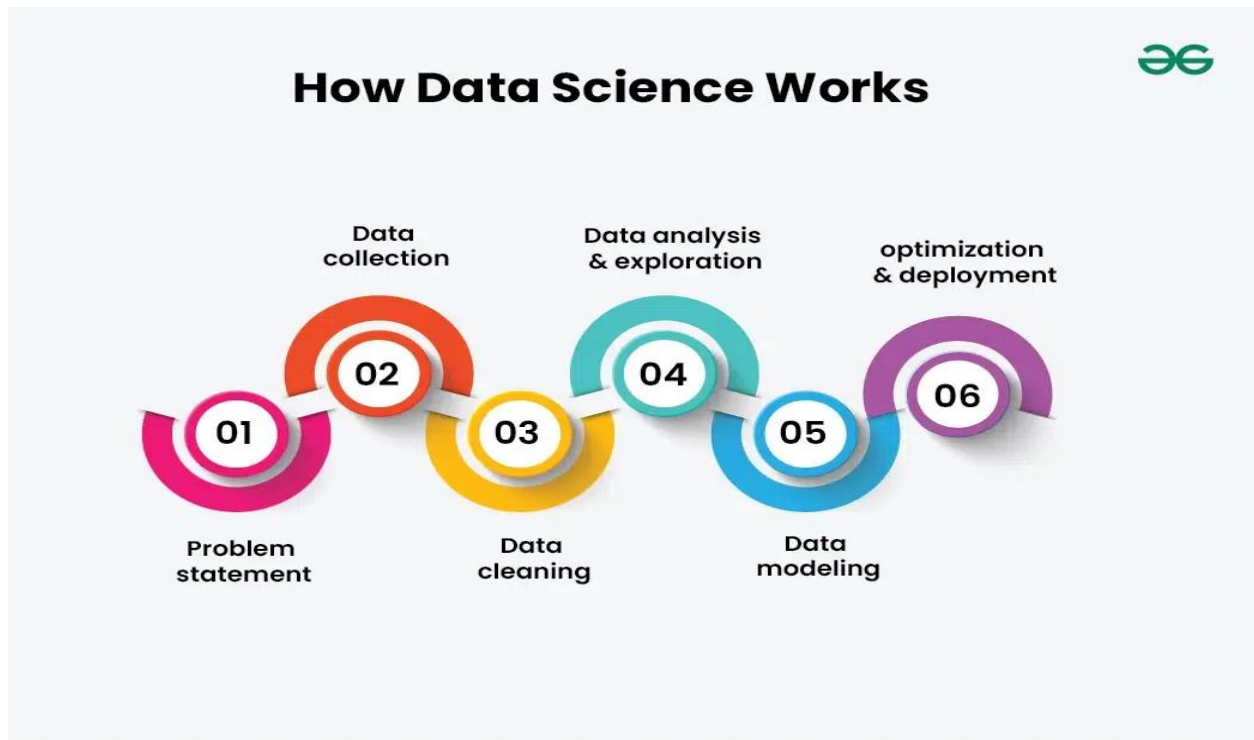 How Data Science Works
01
Problem
statement
02
Data
collection
03
Data
cleaning
04
Data analysis
& exploration
05
Data
modeling
06
optimization
& deployment